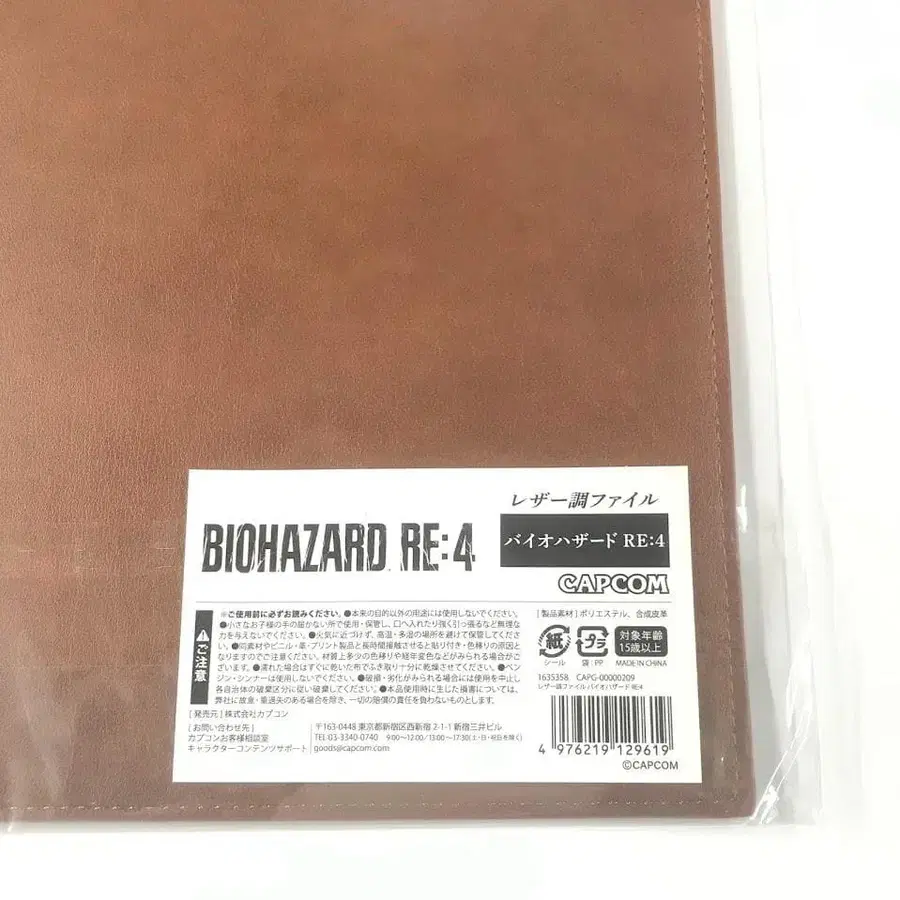 レザー調ファイル
BIOHAZARD RE:4
バイオハザード RE:4
CAPCOM
ご注意
※ご使用前に必ずお読みください。●本来の目的以外の用途には使用しないでください。
●小さなお子様の手の届かない所で使用・保管し、口へ入れたり強く引っ張るなど無理な
力を与えないでください。●火気に近づけず、高温・多湿の場所を避けて保管してくださ
い。●同素材やビニル・革・プリント製品と長時間接触させると貼り付き・色移りの原因と
なりますのでご注意ください。材質上多少の色移りや経年変色などがみられる場合がご
ざいます。●濡れた場合はすぐに乾いた布でふき取り十分に乾燥させてください。●ベン
ジン・シンナーは使用しないでください。●破損・劣化がみられる場合には使用を中止し
各自治体の破棄区分に従い破棄してください。●本品使用時に生じた損害については、
弊社に故意・重過失のある場合を除き、一切の賠償の責任を負わないものとします。
[発売元]株式会社カプコン
[お問い合わせ先]
カプコンお客様相談室
キャラクターコンテンツサポート
〒163-0448 東京都新宿区西新宿 2-1-1 新宿三井ビル
TEL 03-3340-0740 9:00〜12:00/13:00〜17:30(土・日・祝日を除く)
goods@capcom.com
[製品素材]ポリエステル、合成皮革
紙
シール
プラ
袋:PP
対象年齢
15歳以上
MADE IN CHINA
1635358 CAPG-00000209
レザー調ファイル バイオハザード RE:4
4 976219 129619
©CAPCOM